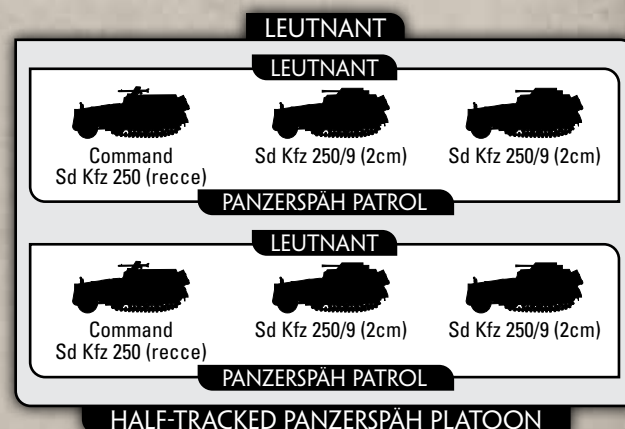 LEUTNANT
LEUTNANT
Command
Sd Kfz 250 (recce)
Sd Kfz 250/9 (2cm)
Sd Kfz 250/9 (2cm)
PANZERSPÄH PATROL
LEUTNANT
Command
Sd Kfz 250 (recce)
Sd Kfz 250/9 (2cm)
Sd Kfz 250/9 (2cm)
PANZERSPÄH PATROL
HALF-TRACKED PANZERSPÄH PLATOON